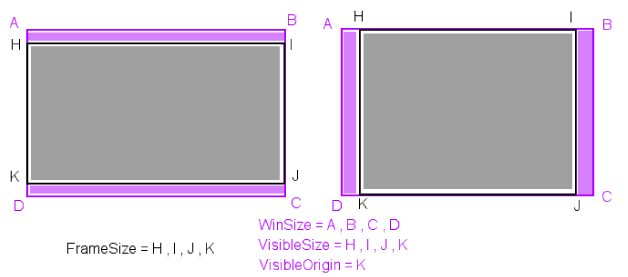 A B
H I
K J
D C
H I
A B
D K J C
WinSize = A , B , C , D
FrameSize = H , I , J , K
VisibleSize = H, I, J, K
VisibleOrigin = K